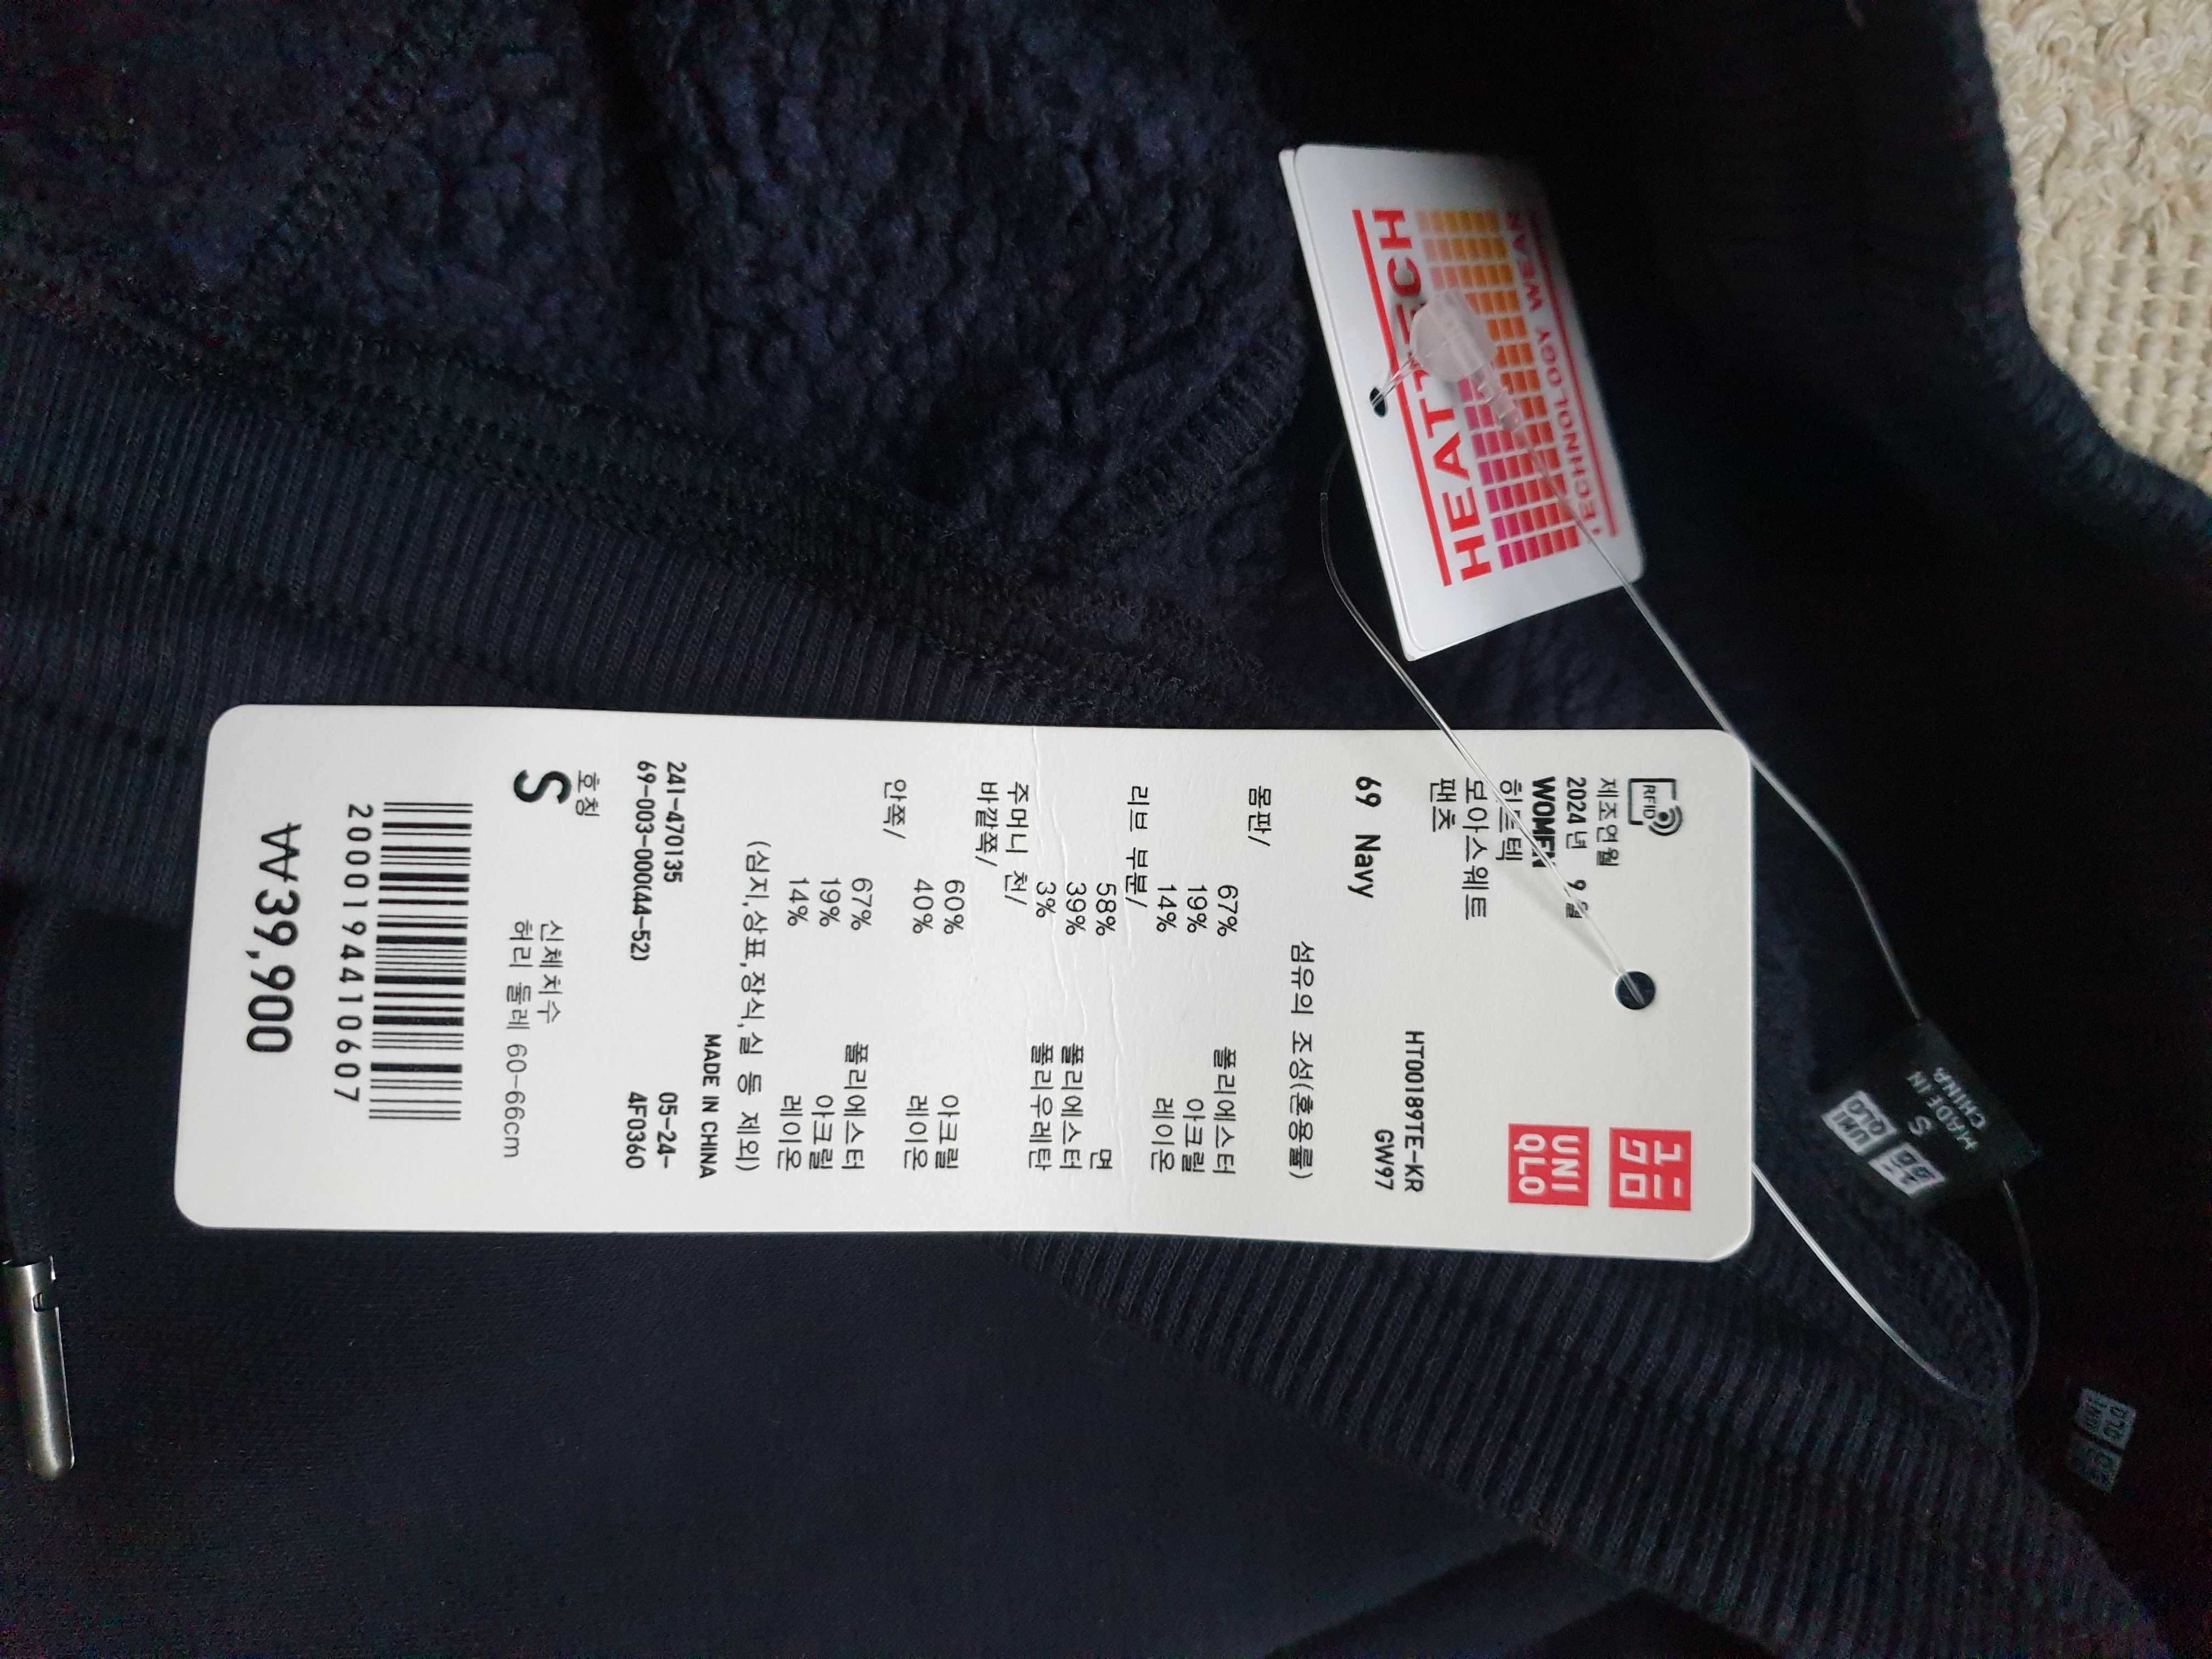 HEATTECH
TECHNOLOGY WEAR
RFID
제조연월
2024년 9월
WOMEN
히트텍
보아스웨트
팬츠
UNI
QLO
HT00189TE-KR
69 Navy
GW97
섬유의 조성(혼용률)
몸판/
67% 폴리에스터
19% 아크릴
14% 레이온
리브 부분/
58% 면
39% 폴리에스터
3% 폴리우레탄
주머니 천/
바깥쪽/
60% 아크릴
40% 레이온
안쪽/
67% 폴리에스터
19% 아크릴
14% 레이온
(심지,상표,장식,실 등 제외)
MADE IN CHINA
241-470135 05-24-
69-003-000(44-52) 4F0360
호칭
S
신체치수
허리 둘레 60-66cm
2000194410607
₩39,900
UNI
QLO
S
MADE IN
CHINA